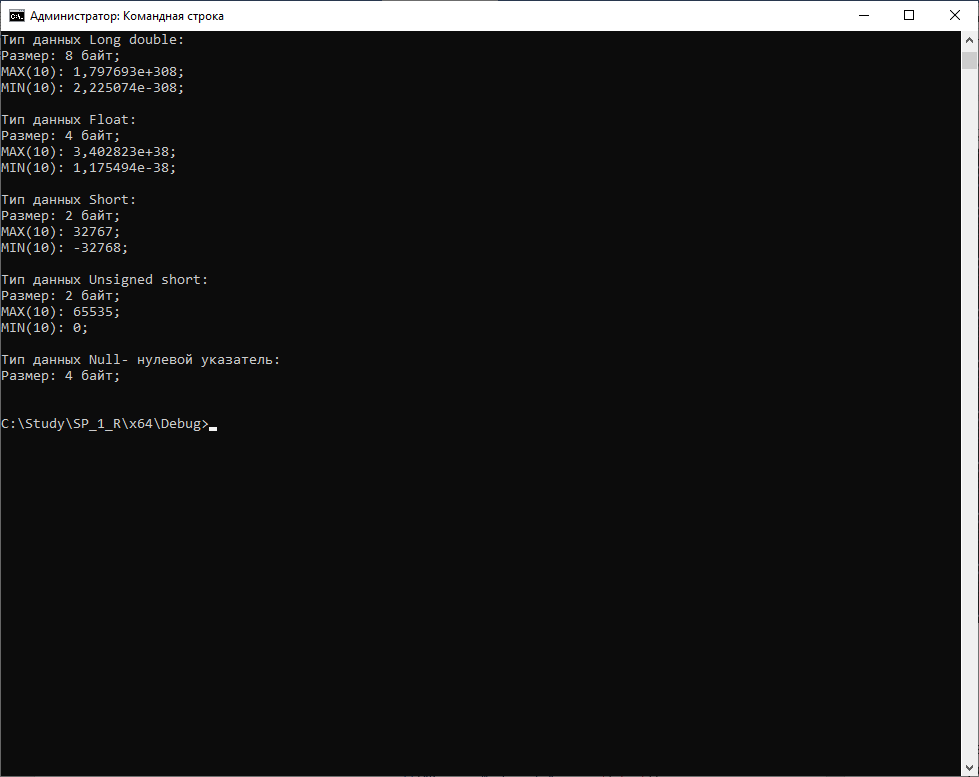 Администратор: Командная строка
Тип данных Long double:
Размер: 8 байт;
MAX(10): 1,797693e+308;
MIN(10): 2,225074e-308;
Тип данных Float:
Размер: 4 байт;
MAX(10): 3,402823e+38;
MIN(10): 1,175494e-38;
Тип данных Short:
Размер: 2 байт;
MAX(10): 32767;
MIN(10): -32768;
Тип данных Unsigned short:
Размер: 2 байт;
MAX(10): 65535;
MIN(10): 0;
Тип данных Null- нулевой указатель:
Размер: 4 байт;
C:\Study\SP_1_R\x64\Debug>